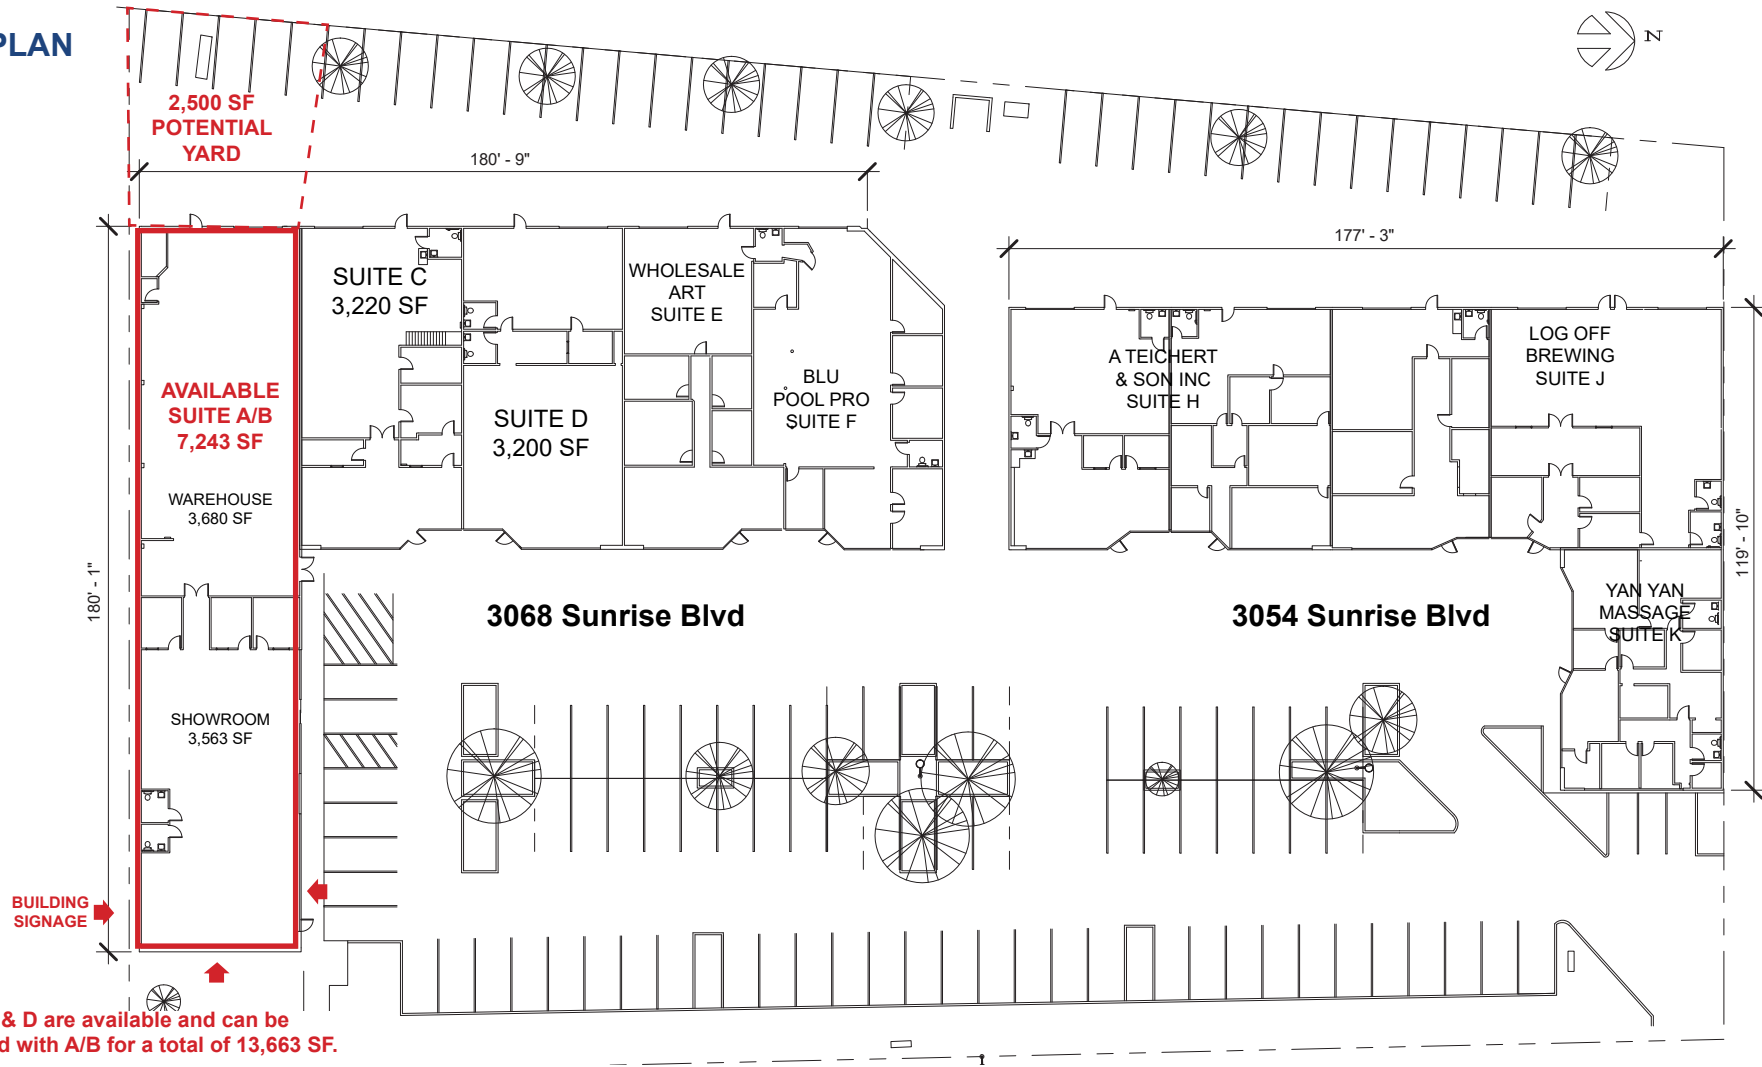 PLAN
N
2,500 SF
POTENTIAL
YARD
180' - 9"
177' - 3"
SUITE C
3,220 SF
WHOLESALE
ART
SUITE E
BLU
POOL PRO
SUITE F
SUITE D
3,200 SF
AVAILABLE
SUITE A/B
7,243 SF
WAREHOUSE
3,680 SF
A TEICHERT
& SON INC
SUITE H
LOG OFF
BREWING
SUITE J
180' - 1"
119' - 10"
3068 Sunrise Blvd
3054 Sunrise Blvd
YAN YAN
MASSAGE
SUITE K
SHOWROOM
3,563 SF
BUILDING
SIGNAGE
& D are available and can be
with A/B for a total of 13,663 SF.